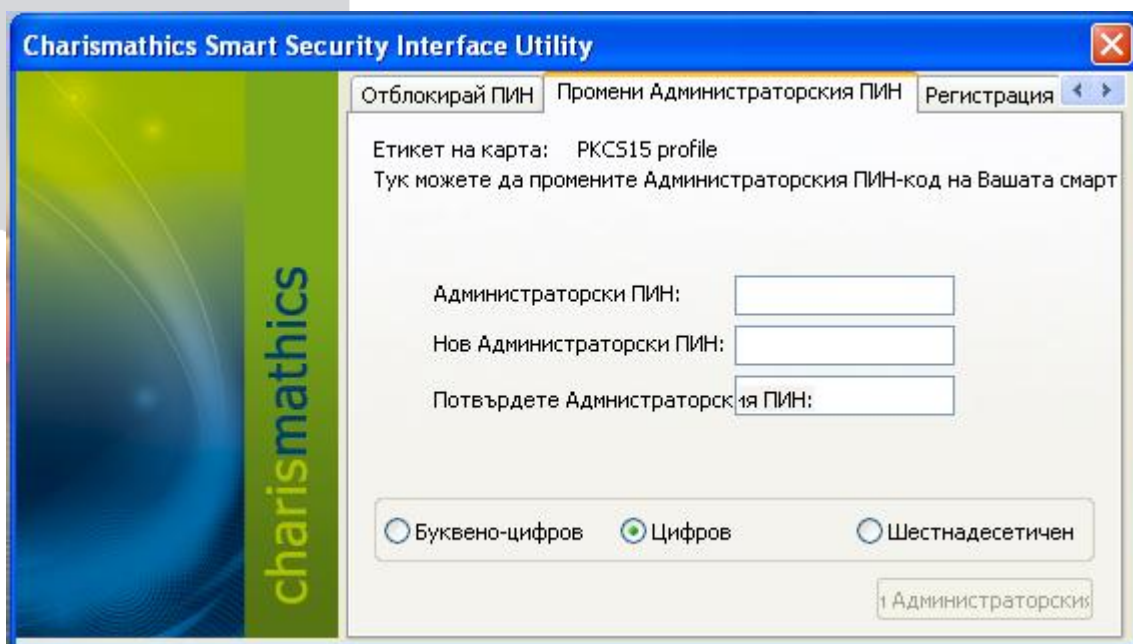 Charismathics Smart Security Interface Utility
Отблокирай ПИН
Промени Администраторския ПИН
Регистрация
Етикет на карта: PKCS15 profile
Тук можете да промените Администраторския ПИН-код на Вашата смарт
charismathics
Администраторски ПИН:
Нов Администраторски ПИН:
Потвърдете Адмнистраторския ПИН:
Буквено-цифров
Цифров
Шестнадесетичен
Администраторския